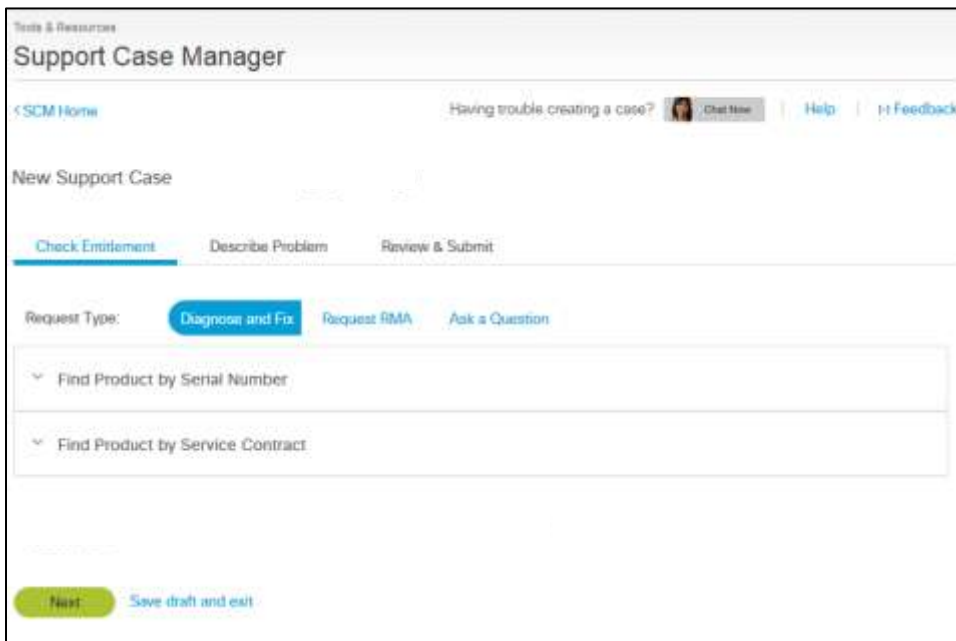 Tools & Resources
Support Case Manager
< SCM Home
Having trouble creating a case? Chat Now | Help | [+] Feedback
New Support Case
Check Entitlement Describe Problem Review & Submit
Request Type: Diagnose and Fix Request RMA Ask a Question
Find Product by Serial Number
Find Product by Service Contract
Next Save draft and exit